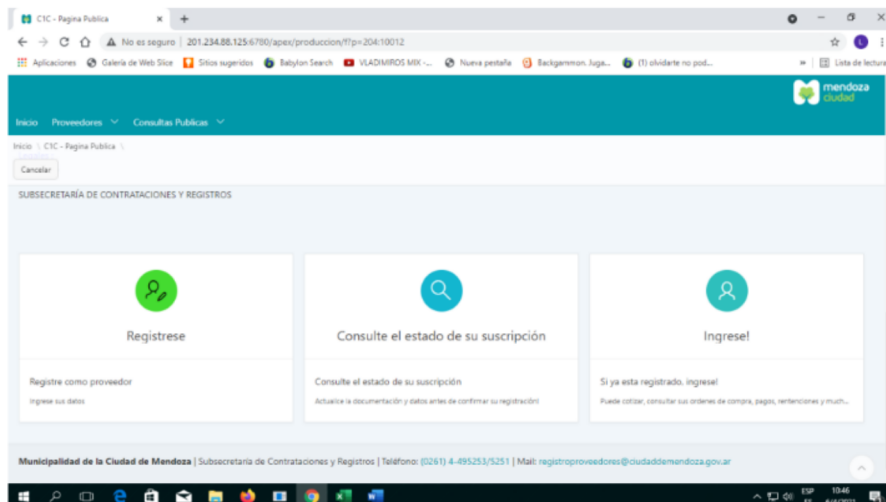 C1C - Pagina Publica
No es seguro | 201.234.88.125:6780/apex/produccion/f?p=204:10012
Aplicaciones Galería de Web Slice Sitios sugeridos Babylon Search VLADIMIROS MIX -... Nueva pestaña Backgammon. Juga... (1) olvidarte no pod... » Lista de lectura
mendoza
ciudad
Inicio Proveedores Consultas Publicas
Inicio \ C1C - Pagina Publica \
Cancelar
SUBSECRETARÍA DE CONTRATACIONES Y REGISTROS
Registrese Consulte el estado de su suscripción Ingrese!
Registre como proveedor Consulte el estado de su suscripción Si ya esta registrado, ingrese!
Ingrese sus datos Actualice la documentación y datos antes de confirmar su registración! Puede cotizar, consultar sus ordenes de compra, pagos, rentenciones y much...
Municipalidad de la Ciudad de Mendoza | Subsecretaría de Contrataciones y Registros | Teléfono: (0261) 4-495253/5251 | Mail: registroproveedores@ciudaddemendoza.gov.ar
ESP 10:46